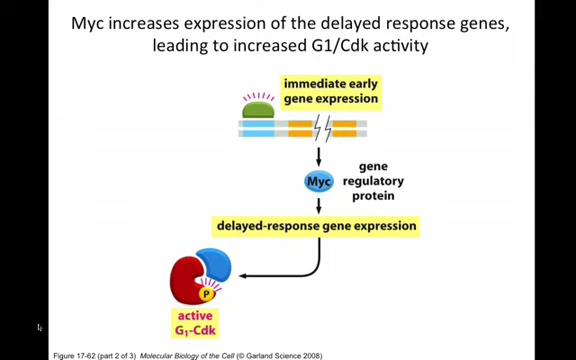 Myc increases expression of the delayed response genes,
leading to increased G1/Cdk activity
immediate early
gene expression
Myc
gene
regulatory
protein
delayed-response gene expression
P
active
G₁-Cdk
Figure 17-62 (part 2 of 3) Molecular Biology of the Cell (© Garland Science 2008)